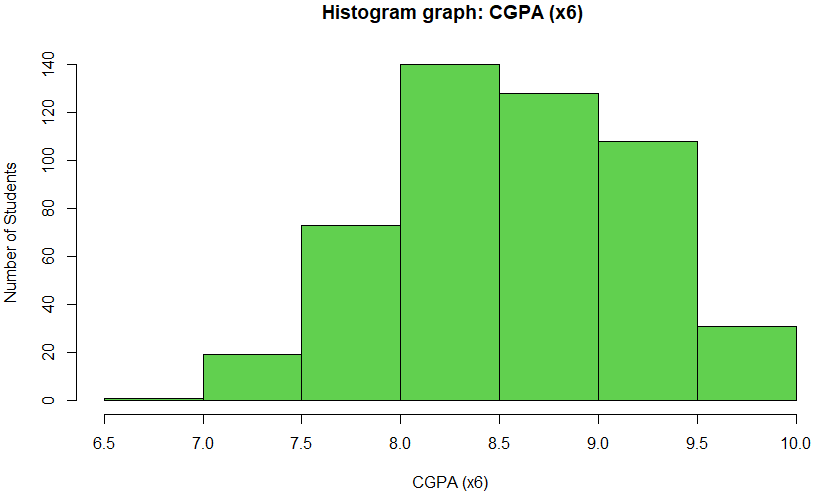 Histogram graph: CGPA (x6)
Number of Students
140
120
100
80
60
40
20
0
6.5 7.0 7.5 8.0 8.5 9.0 9.5 10.0
CGPA (x6)